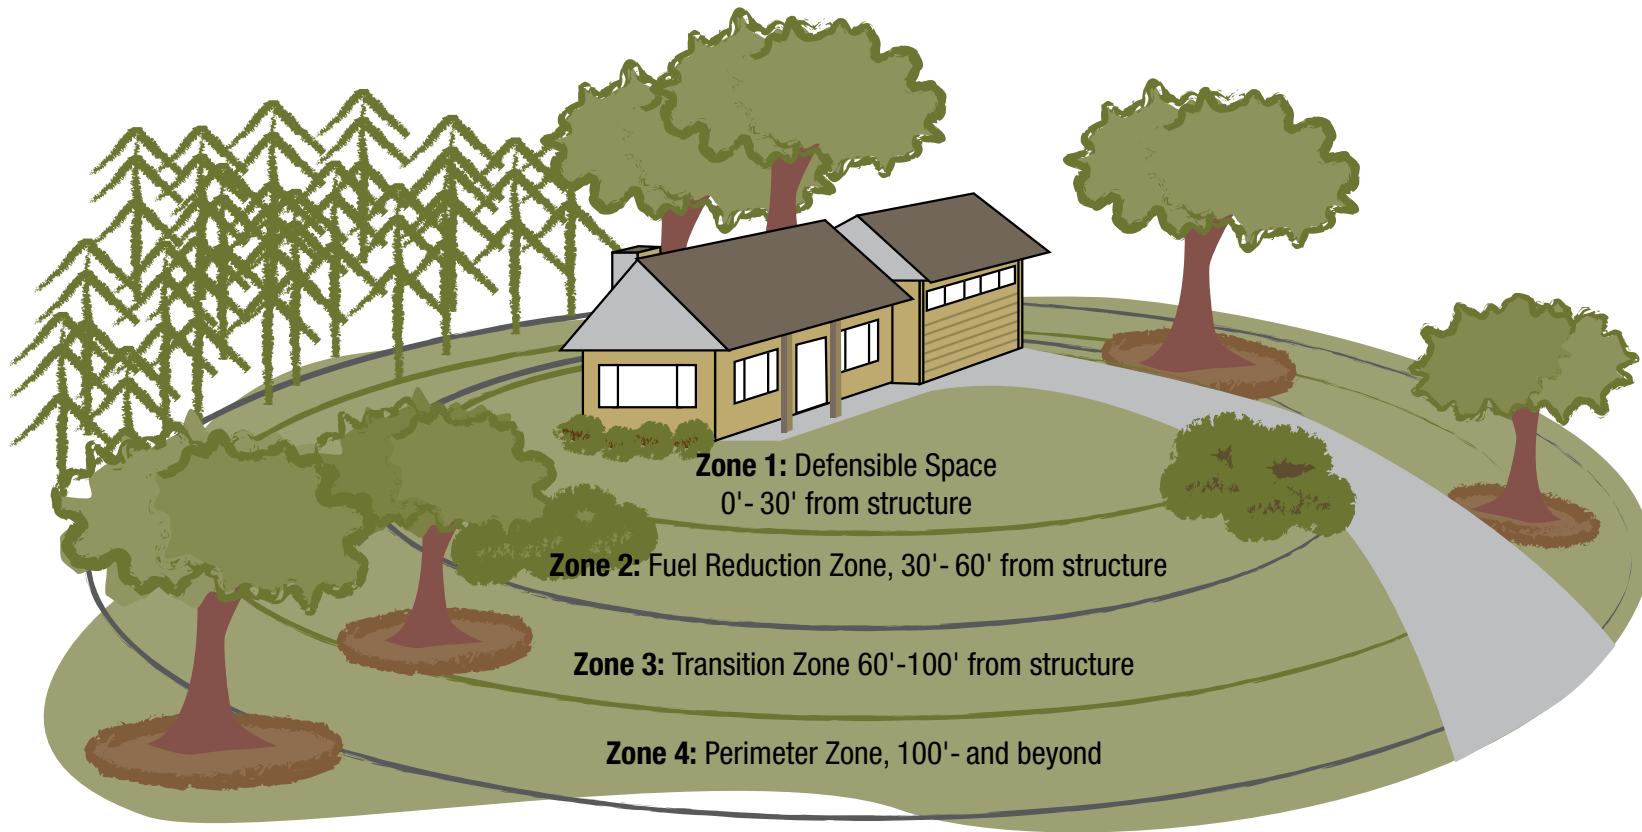 Zone 1: Defensible Space
0'- 30' from structure
Zone 2: Fuel Reduction Zone, 30'- 60' from structure
Zone 3: Transition Zone 60'-100' from structure
Zone 4: Perimeter Zone, 100'- and beyond